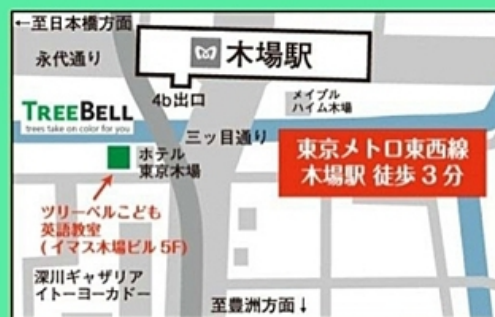 ←至日本橋方面
永代通り
木場駅
4b出口
メイプル
ハイム木場
TREEBELL
trees take on color for you
三ッ目通り
ホテル
東京木場
東京メトロ東西線
木場駅 徒歩3分
ツリーベルこども
英語教室
(イマス木場ビル5F)
深川ギャザリア
イトーヨーカドー
至豊洲方面↓